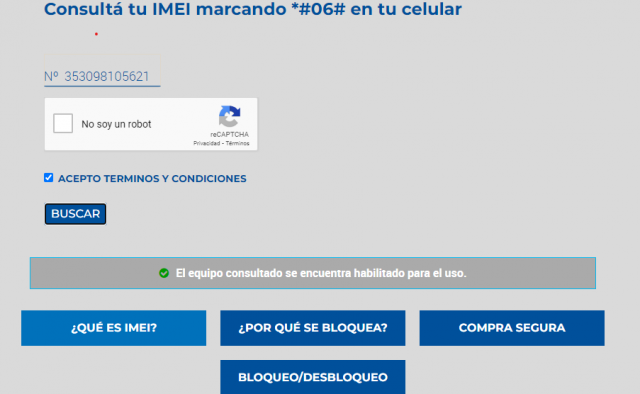 Consultá tu IMEI marcando *#06# en tu celular
Nº 353098105621
No soy un robot
reCAPTCHA
Privacidad - Términos
ACEPTO TERMINOS Y CONDICIONES
BUSCAR
El equipo consultado se encuentra habilitado para el uso.
¿QUÉ ES IMEI?
¿POR QUÉ SE BLOQUEA?
COMPRA SEGURA
BLOQUEO/DESBLOQUEO